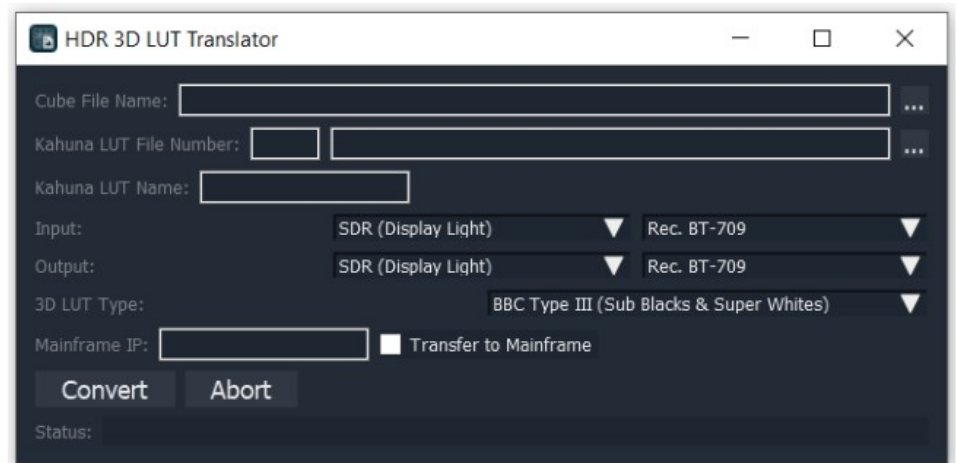 HDR 3D LUT Translator
Cube File Name: ...
Kahuna LUT File Number: ...
Kahuna LUT Name:
Input: SDR (Display Light) Rec. BT-709
Output: SDR (Display Light) Rec. BT-709
3D LUT Type: BBC Type III (Sub Blacks & Super Whites)
Mainframe IP: Transfer to Mainframe
Convert Abort
Status: